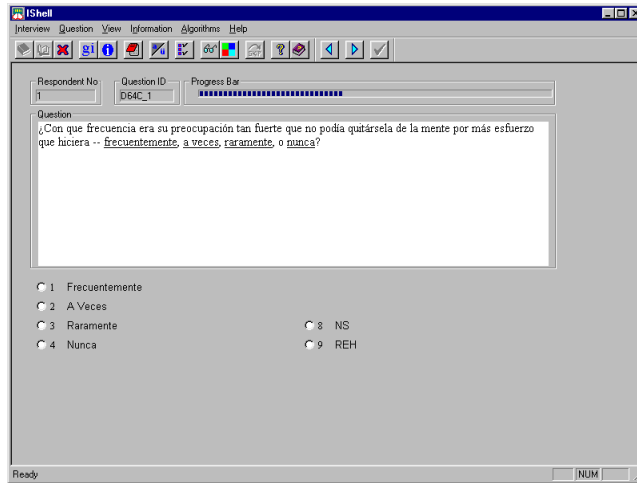 IShell
Interview Question View Information Algorithms Help
gi
Respondent No Question ID Progress Bar
1 D64C_1
Question
¿Con que frecuencia era su preocupación tan fuerte que no podía quitársela de la mente por más esfuerzo
que hiciera -- frecuentemente, a veces, raramente, o nunca?
1 Frecuentemente
2 A Veces
3 Raramente 8 NS
4 Nunca 9 REH
Ready NUM